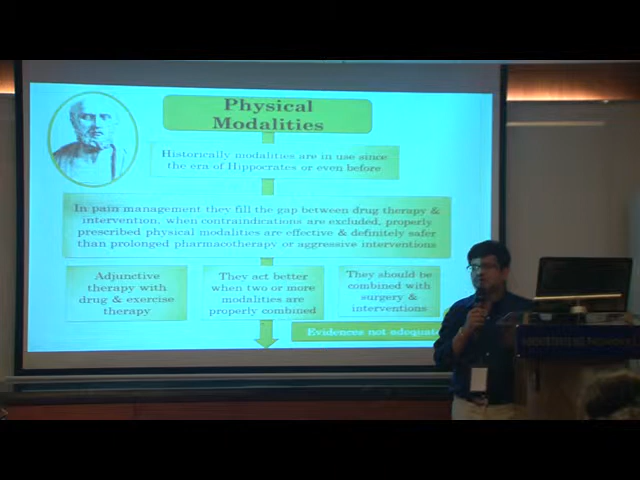 Physical
Modalities
Historically modalities are in use since
the era of Hippocrates or even before
In pain management they fill the gap between drug therapy &
intervention, when contraindications are excluded, properly
prescribed physical modalities are effective & definitely safer
than prolonged pharmacotherapy or aggressive interventions
Adjunctive
therapy with
drug & exercise
therapy
They act better
when two or more
modalities are
properly combined
They should be
combined with
surgery &
interventions
Evidences not adequate